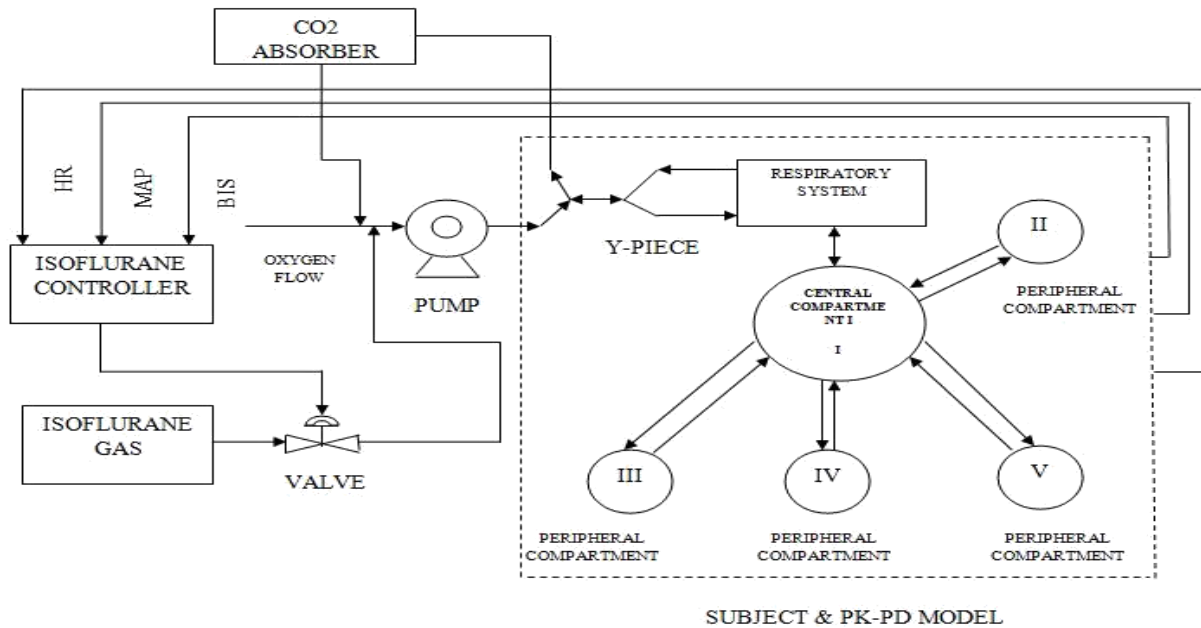 CO2
ABSORBER
HR
MAP
BIS
RESPIRATORY
SYSTEM
II
ISOFLURANE
CONTROLLER
OXYGEN
FLOW
PUMP
Y-PIECE
CENTRAL
COMPARTME
NT I
I
PERIPHERAL
COMPARTMENT
ISOFLURANE
GAS
VALVE
III
IV
V
PERIPHERAL
COMPARTMENT
PERIPHERAL
COMPARTMENT
PERIPHERAL
COMPARTMENT
SUBJECT & PK-PD MODEL